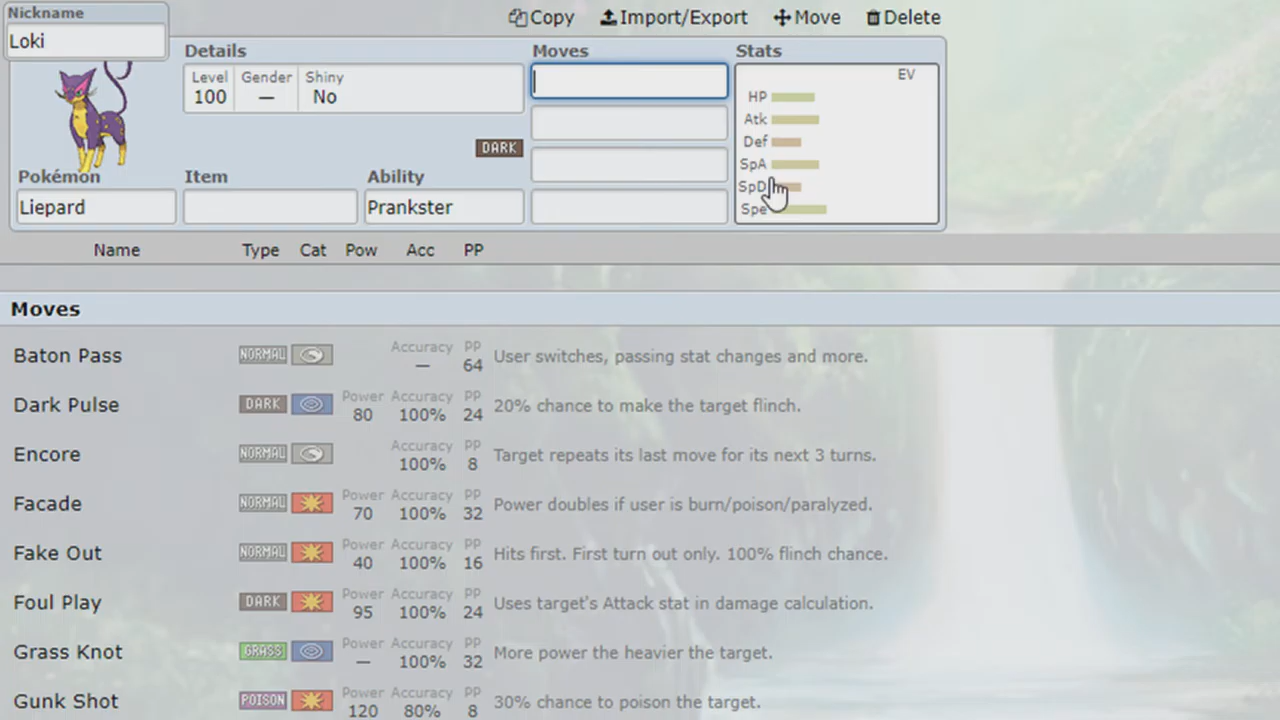 Nickname
Loki
Copy Import/Export Move Delete
Details Moves Stats
Level Gender Shiny
100 — No
EV
HP
Atk
Def
SpA
SpD
Spe
DARK
Pokémon Item Ability
Liepard Prankster
Name Type Cat Pow Acc PP
Moves
Baton Pass NORMAL Accuracy — PP 64 User switches, passing stat changes and more.
Dark Pulse DARK Power 80 Accuracy 100% PP 24 20% chance to make the target flinch.
Encore NORMAL Accuracy 100% PP 8 Target repeats its last move for its next 3 turns.
Facade NORMAL Power 70 Accuracy 100% PP 32 Power doubles if user is burn/poison/paralyzed.
Fake Out NORMAL Power 40 Accuracy 100% PP 16 Hits first. First turn out only. 100% flinch chance.
Foul Play DARK Power 95 Accuracy 100% PP 24 Uses target's Attack stat in damage calculation.
Grass Knot GRASS Power — Accuracy 100% PP 32 More power the heavier the target.
Gunk Shot POISON Power 120 Accuracy 80% PP 8 30% chance to poison the target.